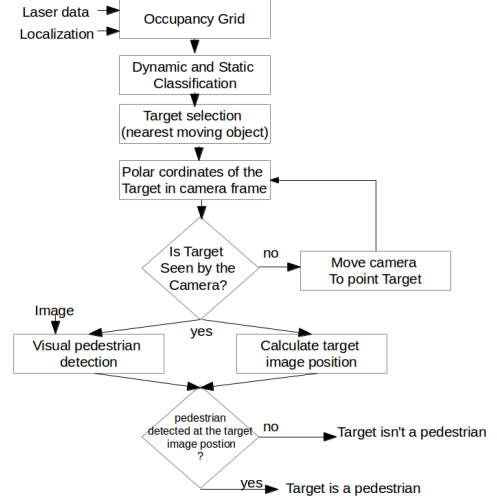 Laser data
Localization
Occupancy Grid
Dynamic and Static
Classification
Target selection
(nearest moving object)
Polar cordinates of the
Target in camera frame
Is Target
Seen by the
Camera?
no
Move camera
To point Target
Image
yes
Visual pedestrian
detection
Calculate target
image position
pedestrian
detected at the target
image postion
?
no
Target isn't a pedestrian
yes
Target is a pedestrian